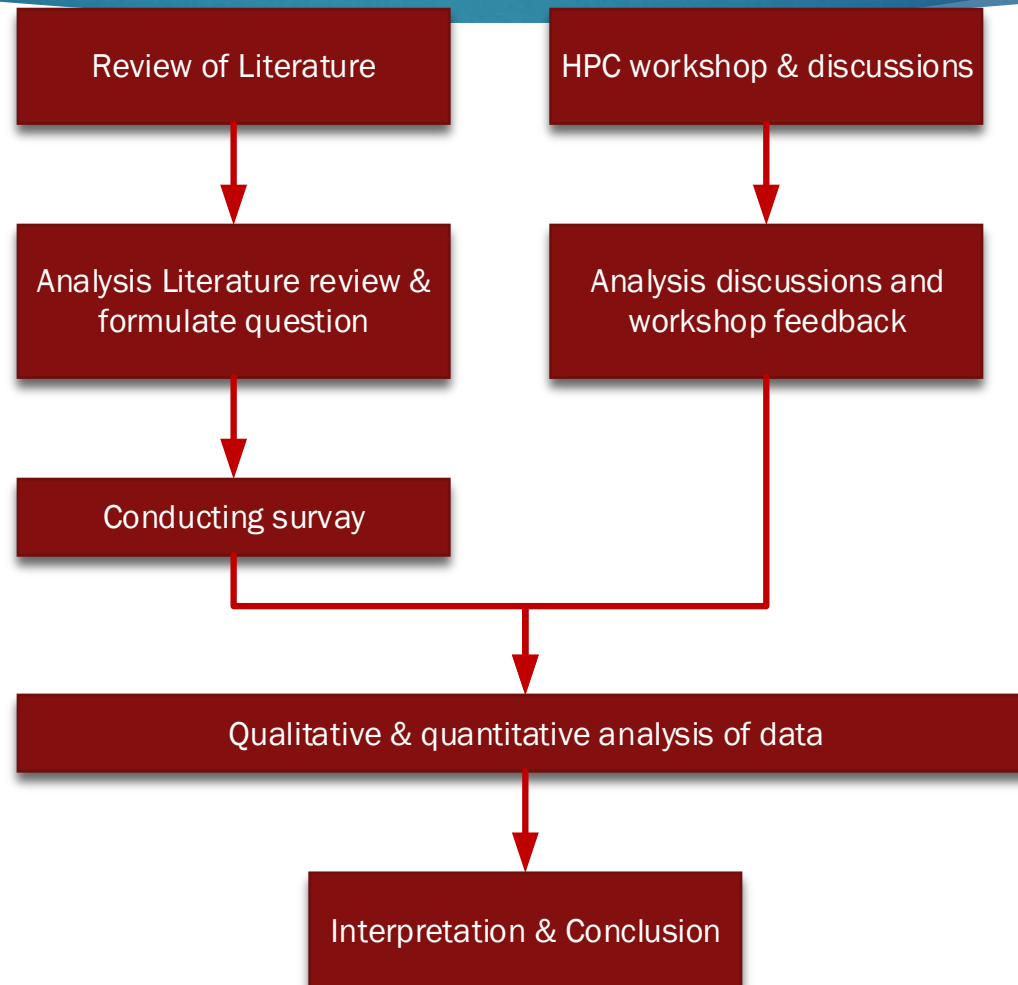 Review of Literature
HPC workshop & discussions
Analysis Literature review &
formulate question
Analysis discussions and
workshop feedback
Conducting survay
Qualitative & quantitative analysis of data
Interpretation & Conclusion